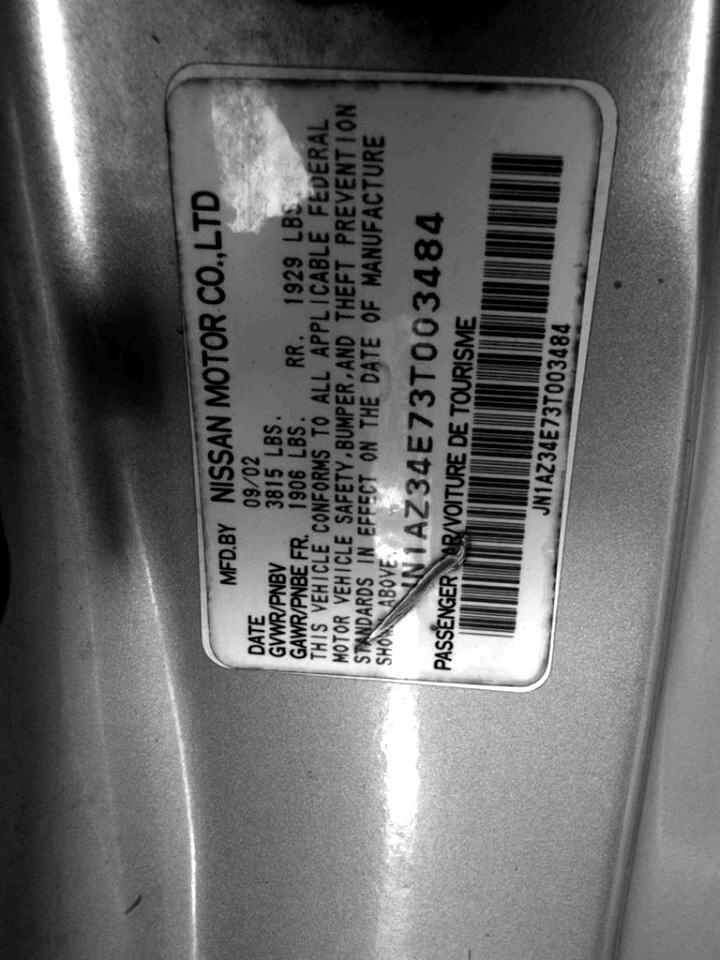 MFD.BY NISSAN MOTOR CO.,LTD
DATE 09/02
GVWR/PNBV 3815 LBS.
GAWR/PNBE FR. 1906 LBS. RR. 1929 LBS.
THIS VEHICLE CONFORMS TO ALL APPLICABLE FEDERAL
MOTOR VEHICLE SAFETY,BUMPER,AND THEFT PREVENTION
STANDARDS IN EFFECT ON THE DATE OF MANUFACTURE
SHOWN ABOVE.
JN1AZ34E73T003484
PASSENGER CAR/VOITURE DE TOURISME
JN1AZ34E73T003484